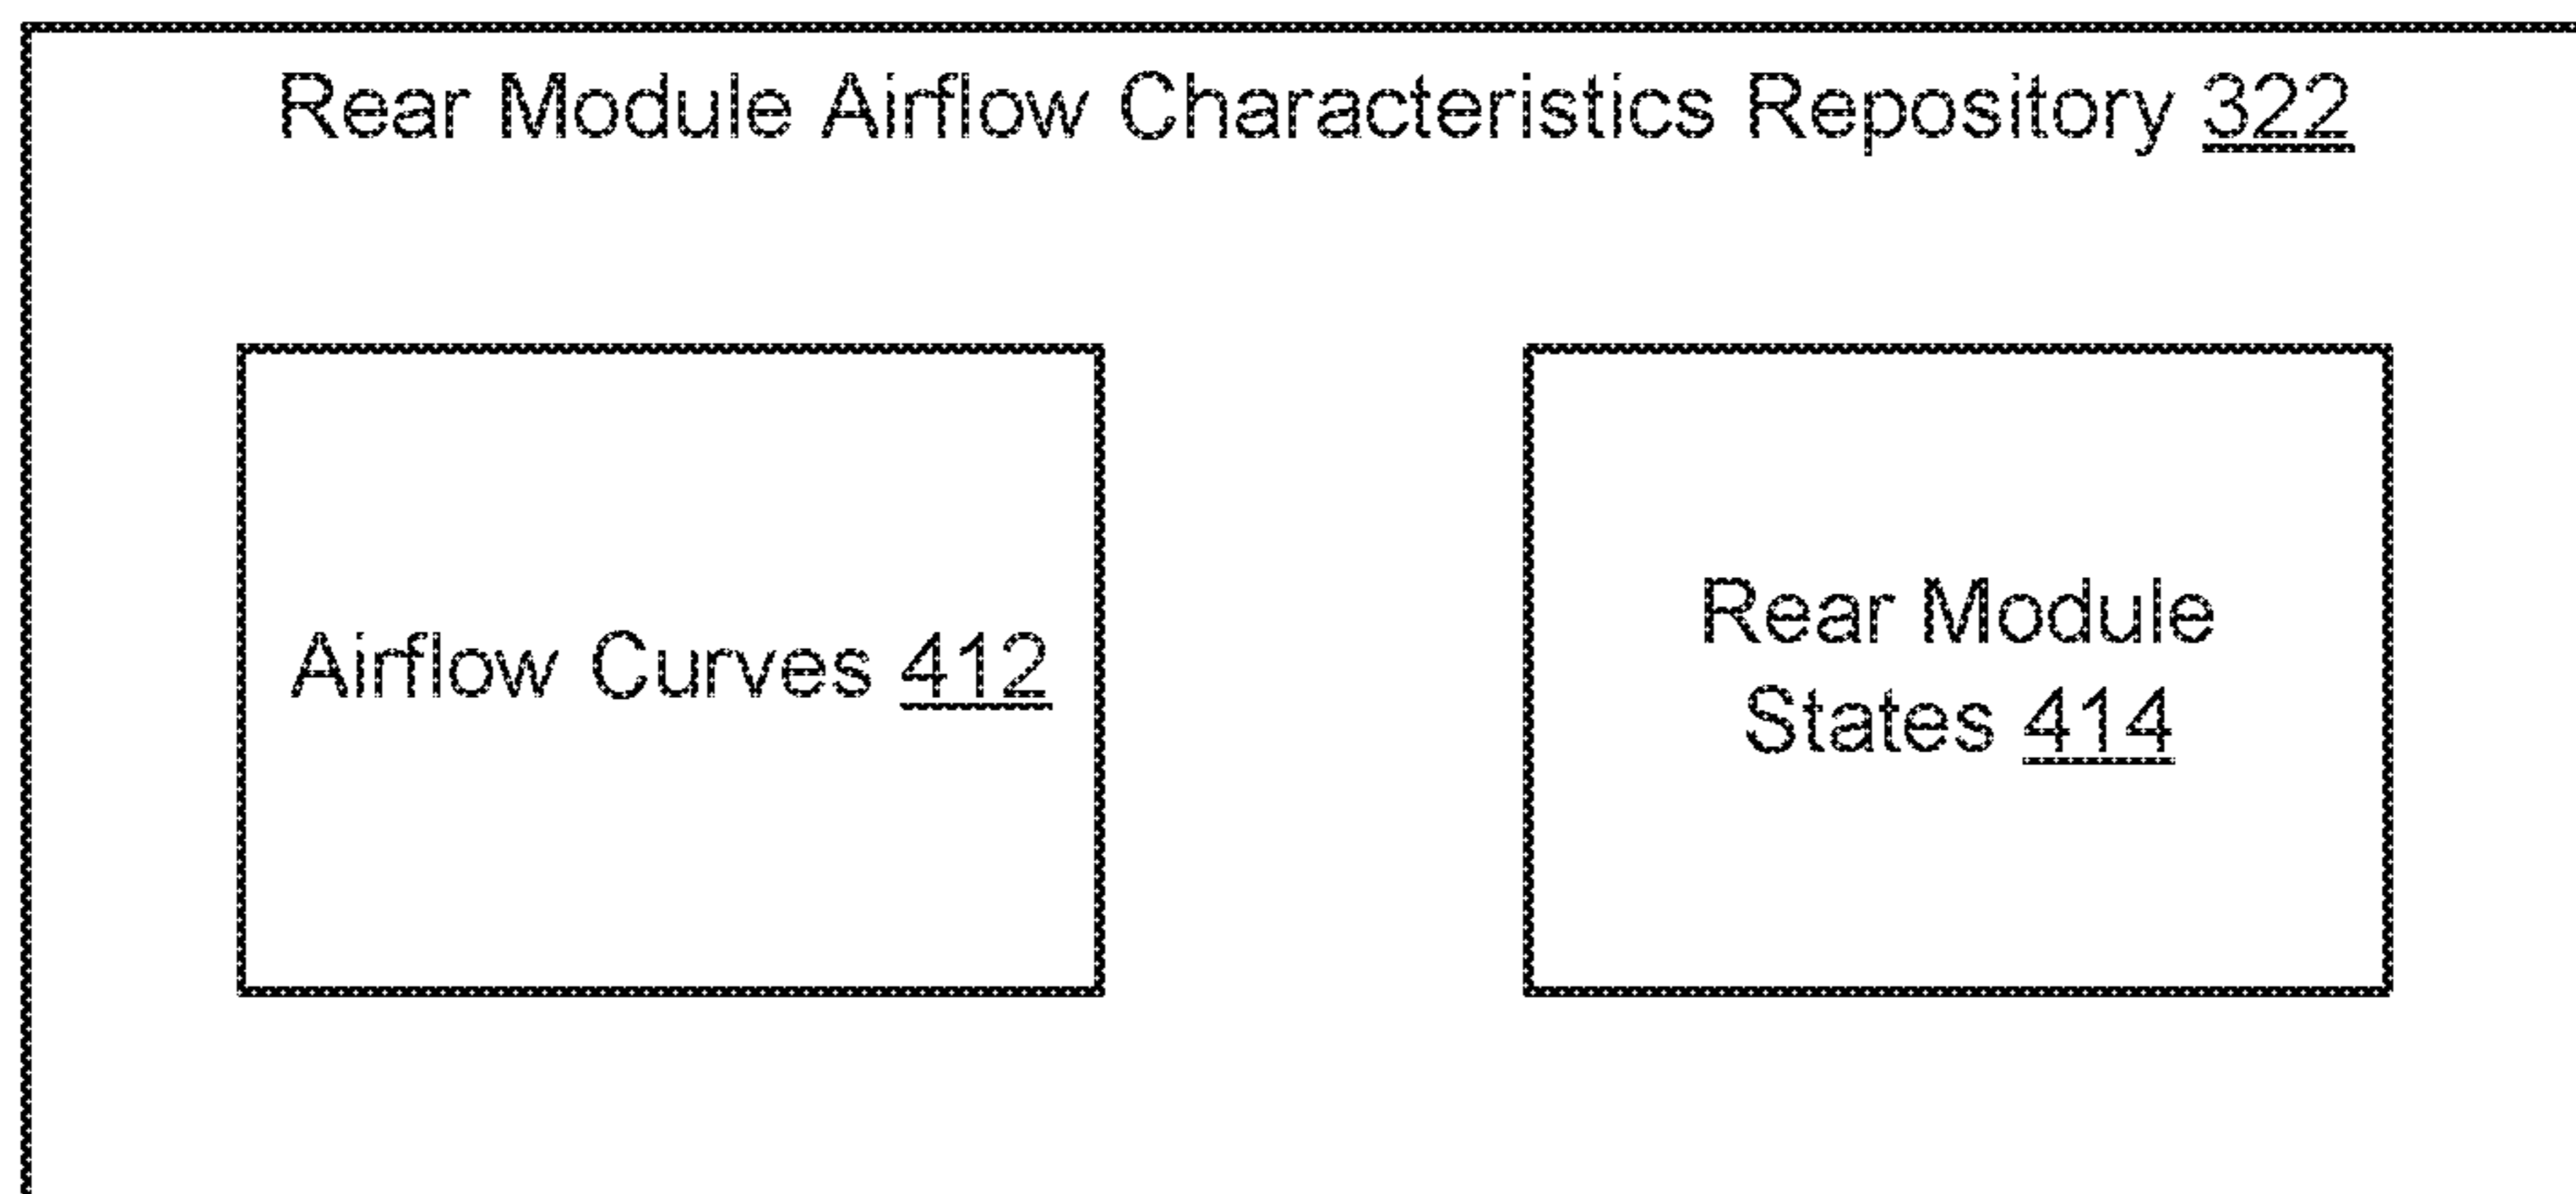 Rear Module Airflow Characteristics Repository 322
Airflow Curves 412
Rear Module
States 414